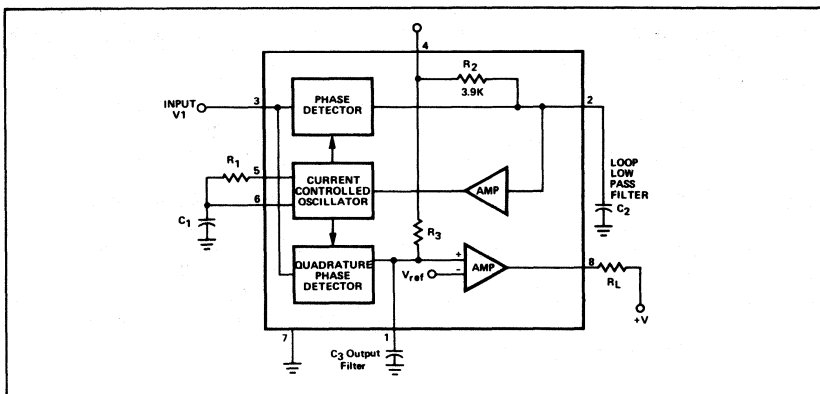 4
R2
3.9K
INPUT
V1
3
PHASE
DETECTOR
2
R1
5
CURRENT
CONTROLLED
OSCILLATOR
AMP
LOOP
LOW
PASS
FILTER
C2
6
C1
R3
QUADRATURE
PHASE
DETECTOR
+
Vref
-
AMP
8
RL
+V
7
1
C3 Output
Filter